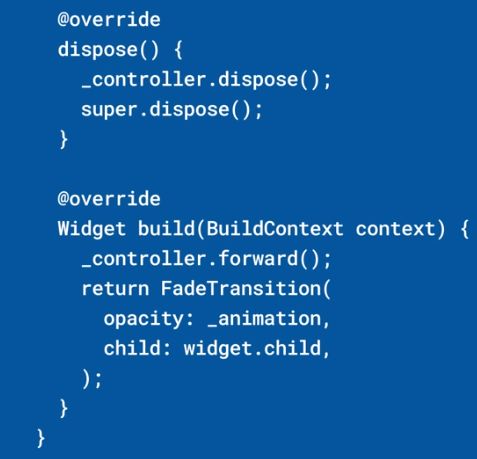 @override
dispose() {
_controller.dispose();
super.dispose();
}
@override
Widget build(BuildContext context) {
_controller.forward();
return FadeTransition(
opacity: _animation,
child: widget.child,
);
}
}